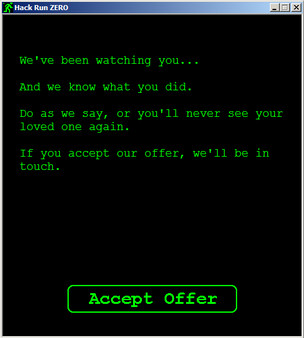 Hack Run ZERO
We've been watching you...
And we know what you did.
Do as we say, or you'll never see your
loved one again.
If you accept our offer, we'll be in
touch.
Accept Offer